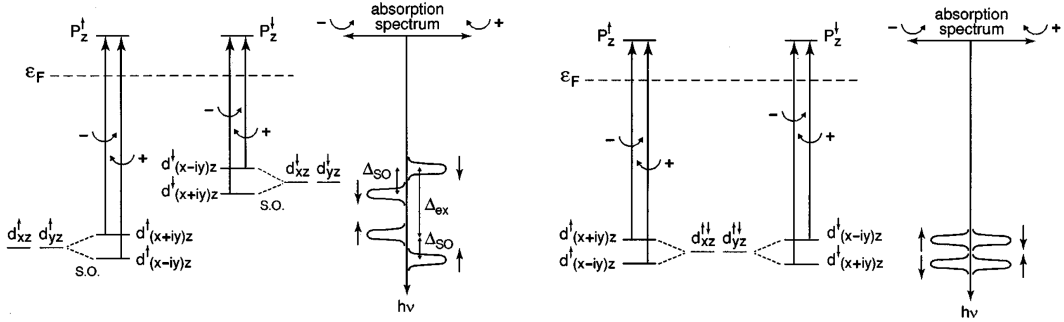 absorption
spectrum
− +
P↑z P↓z
εF
− +
− +
d↓(x−iy)z
d↓(x+iy)z
d↓xz d↓yz
S.O.
ΔSO
Δex
ΔSO
d↑xz d↑yz
d↑(x+iy)z
d↑(x−iy)z
S.O.
hν
absorption
spectrum
− +
P↑z P↓z
εF
− +
− +
d↑(x+iy)z
d↑(x−iy)z
d↑↓xz d↑↓yz
d↓(x−iy)z
d↓(x+iy)z
hν